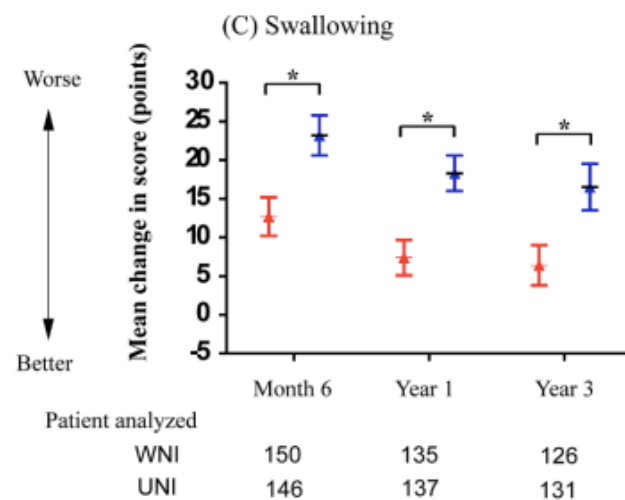 (C) Swallowing
Worse
Better
Mean change in score (points)
30
25
20
15
10
5
0
-5
*
*
*
Month 6 Year 1 Year 3
Patient analyzed
WNI 150 135 126
UNI 146 137 131